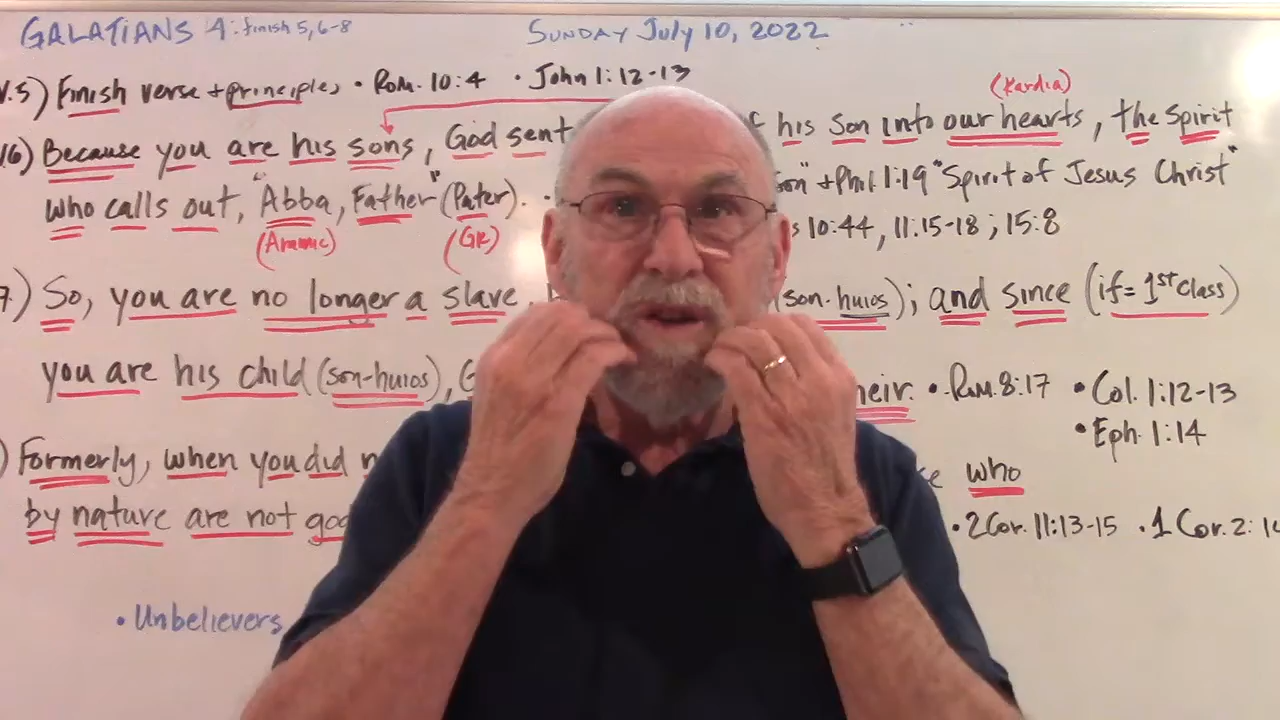 GALATIANS 4: finish 5, 6-8 SUNDAY July 10, 2022
V.5) Finish verse + principles • Rom. 10:4 • John 1:12-13
(Kardia)
6) Because you are his sons, God sent his Son into our hearts, the Spirit
who calls out, "Abba, Father" (Pater). • Son" + Phil. 1:19 "Spirit of Jesus Christ"
(Aramic) (GK) 10:44, 11:15-18; 15:8
7.) So, you are no longer a slave, (son-huios); and since (if = 1st class)
you are his child (son-huios), heir. • Rom. 8:17 • Col. 1:12-13
• Eph. 1:14
) Formerly, when you did who
by nature are not • 2 Cor. 11:13-15 • 1 Cor. 2:
• Unbelievers